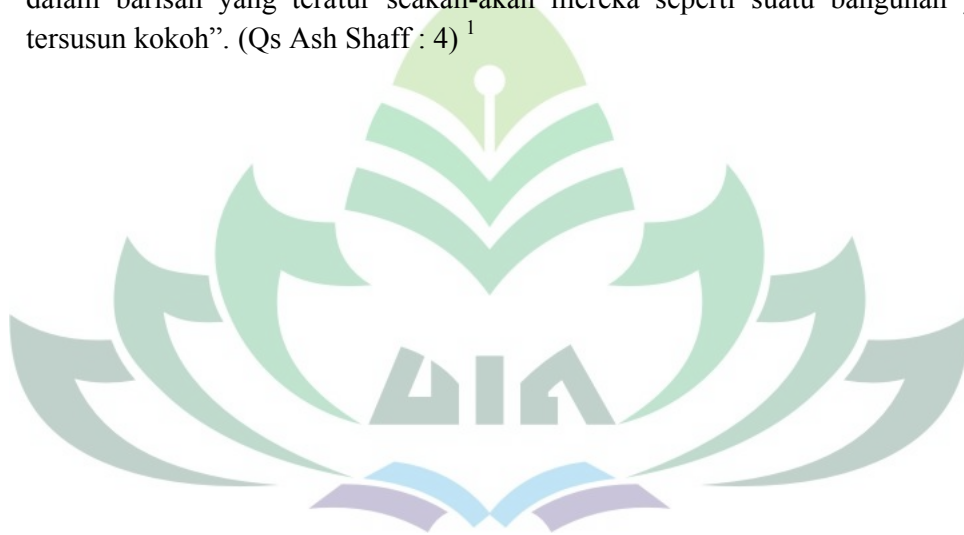 dalam barisan yang teratur seakan-akan mereka seperti suatu bangunan
tersusun kokoh”. (Qs Ash Shaff : 4) 1
UIN